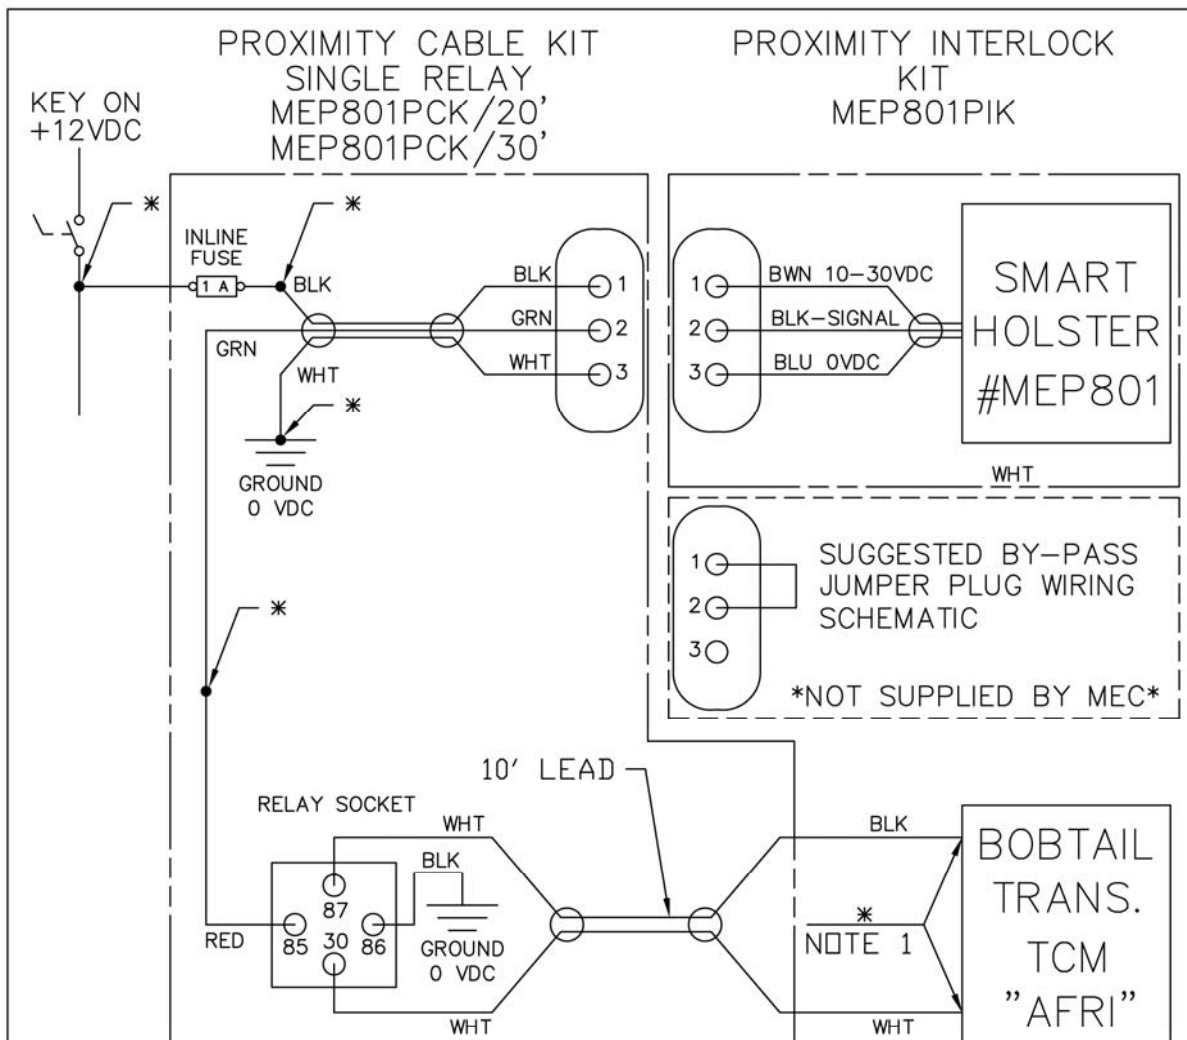 PROXIMITY CABLE KIT
SINGLE RELAY
MEP801PCK/20'
MEP801PCK/30'
PROXIMITY INTERLOCK
KIT
MEP801PIK
KEY ON
+12VDC
*
*
INLINE
FUSE
1 A
BLK
BLK
1
GRN
2
GRN
WHT
3
WHT
*
GROUND
0 VDC
1
BWN 10-30VDC
2
BLK-SIGNAL
3
BLU 0VDC
SMART
HOLSTER
#MEP801
WHT
1
2
3
SUGGESTED BY-PASS
JUMPER PLUG WIRING
SCHEMATIC
*NOT SUPPLIED BY MEC*
*
10' LEAD
RELAY SOCKET
WHT
BLK
87
85
30
86
RED
GROUND
0 VDC
WHT
BLK
*
NOTE 1
WHT
BOBTAIL
TRANS.
TCM
"AFRI"